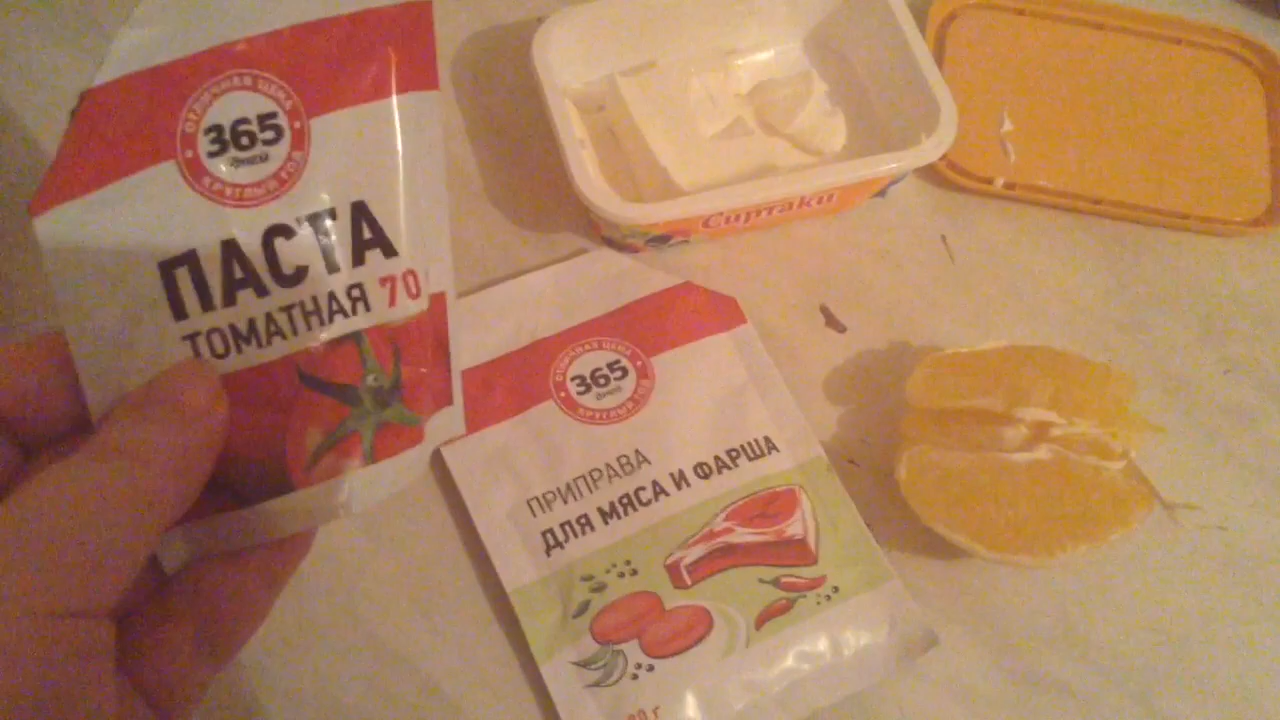 ОТЛИЧНАЯ ЦЕНА
365
дней
КРУГЛЫЙ ГОД
ПАСТА
ТОМАТНАЯ 70
Сиртаки
ОТЛИЧНАЯ ЦЕНА
365
дней
КРУГЛЫЙ ГОД
ПРИПРАВА
ДЛЯ МЯСА И ФАРША